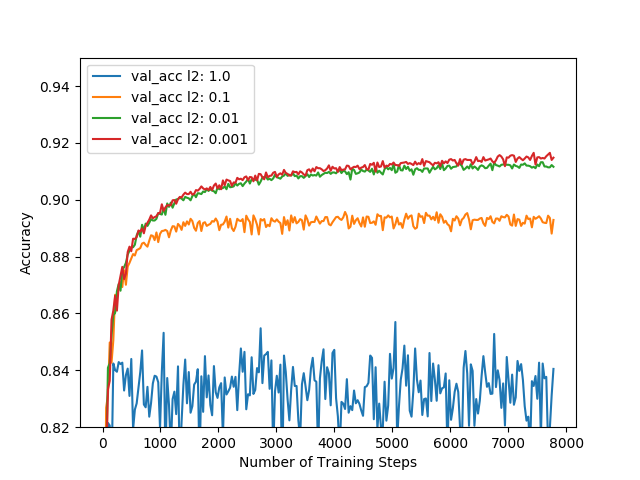 val_acc l2: 1.0
val_acc l2: 0.1
val_acc l2: 0.01
val_acc l2: 0.001
0.94
0.92
0.90
0.88
0.86
0.84
0.82
Accuracy
0 1000 2000 3000 4000 5000 6000 7000 8000
Number of Training Steps